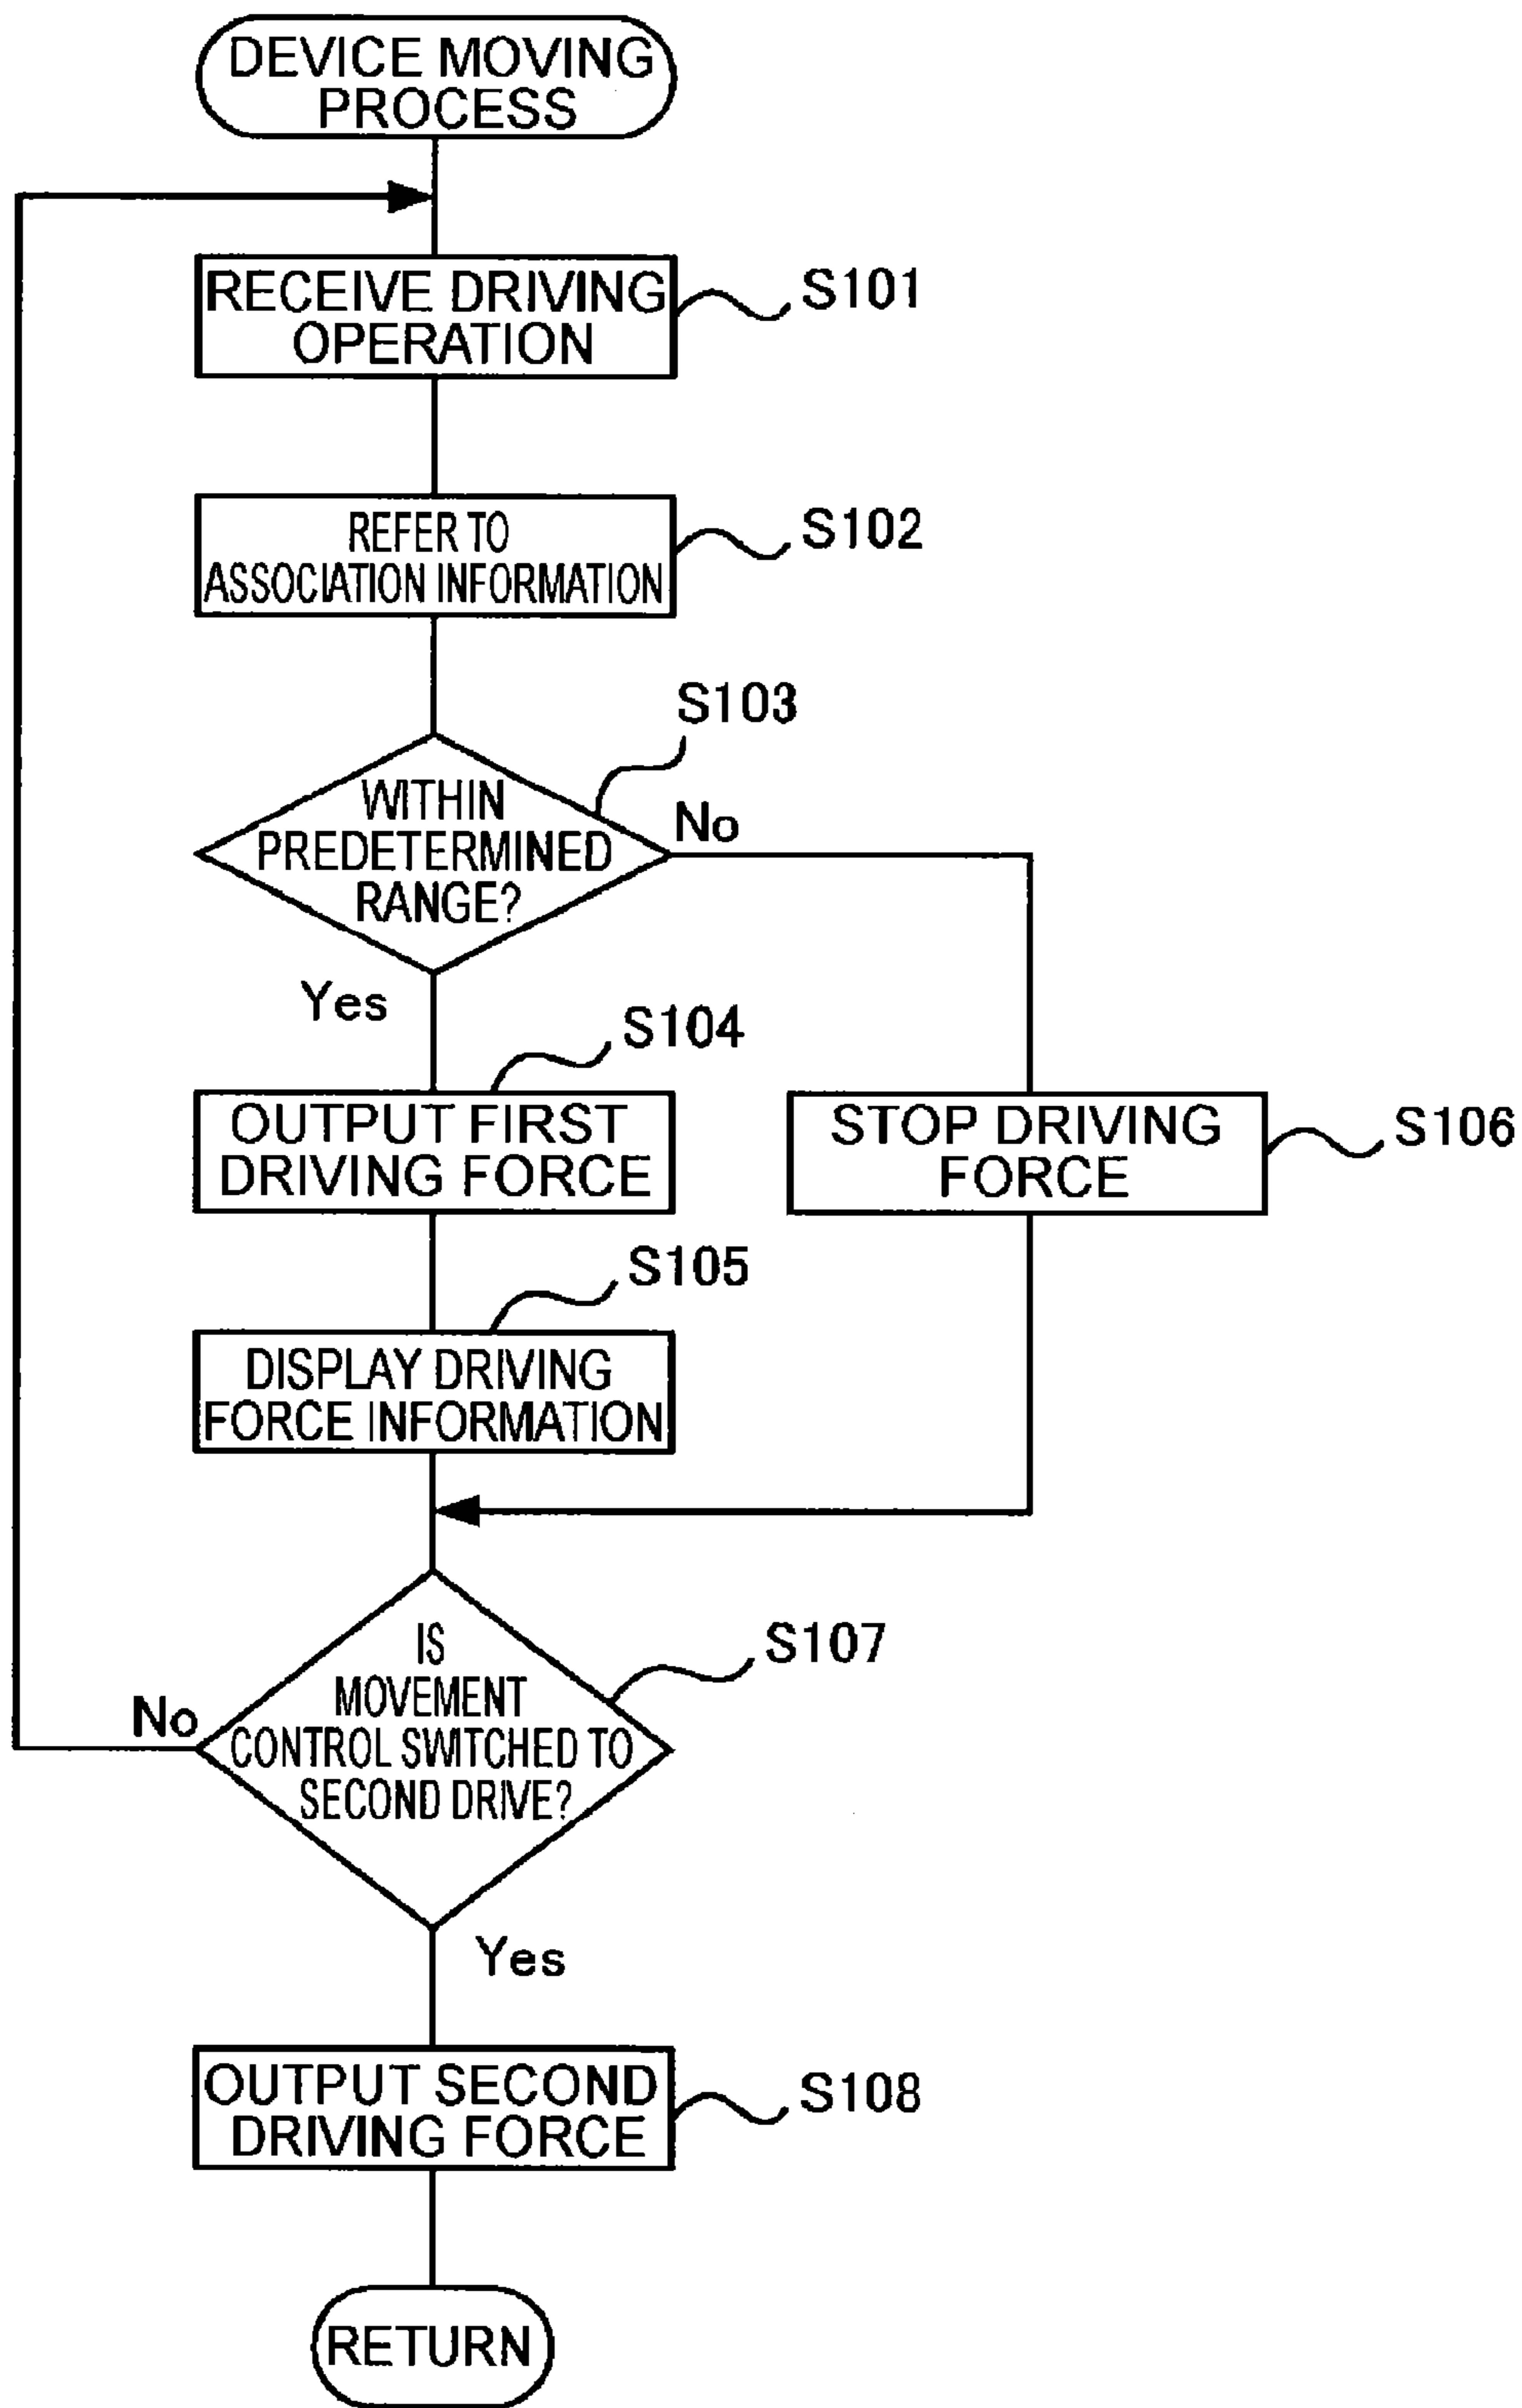 DEVICE MOVING
PROCESS
RECEIVE DRIVING
OPERATION
S101
REFER TO
ASSOCIATION INFORMATION
S102
S103
WITHIN
PREDETERMINED
RANGE?
No
Yes
S104
OUTPUT FIRST
DRIVING FORCE
STOP DRIVING
FORCE
S106
S105
DISPLAY DRIVING
FORCE INFORMATION
IS
MOVEMENT
CONTROL SWITCHED TO
SECOND DRIVE?
S107
No
Yes
OUTPUT SECOND
DRIVING FORCE
S108
RETURN